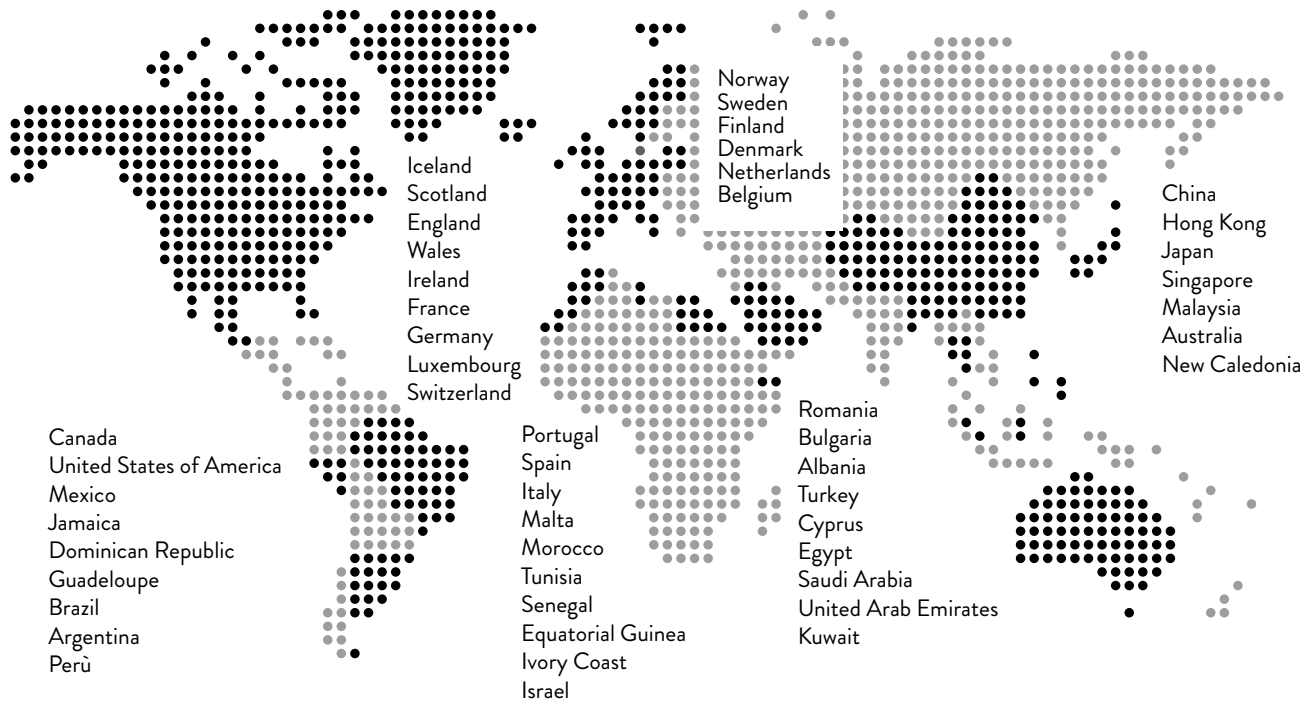 Norway
Sweden
Finland
Denmark
Netherlands
Belgium
Iceland
Scotland
England
Wales
Ireland
France
Germany
Luxembourg
Switzerland
China
Hong Kong
Japan
Singapore
Malaysia
Australia
New Caledonia
Canada
United States of America
Mexico
Jamaica
Dominican Republic
Guadeloupe
Brazil
Argentina
Perù
Portugal
Spain
Italy
Malta
Morocco
Tunisia
Senegal
Equatorial Guinea
Ivory Coast
Israel
Romania
Bulgaria
Albania
Turkey
Cyprus
Egypt
Saudi Arabia
United Arab Emirates
Kuwait